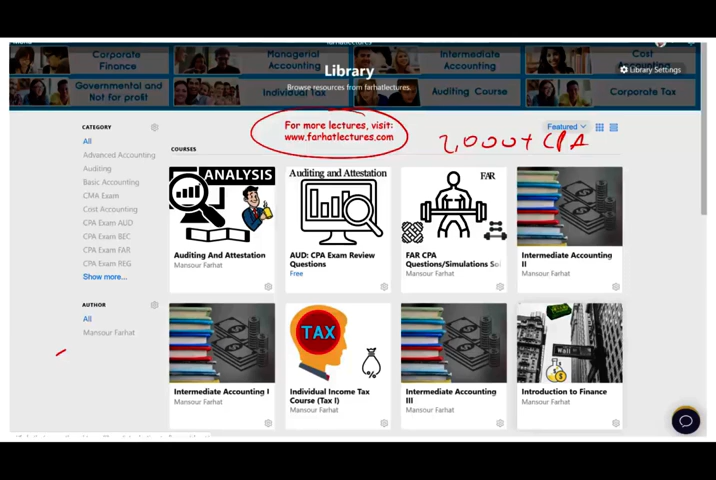 farhatlectures
Corporate
Finance
Managerial
Accounting
Intermediate
Accounting
Cost
Accounting
Library
Library Settings
Browse resources from farhatlectures.
Governmental and
Not for profit
Individual Tax
Auditing Course
Corporate Tax
For more lectures, visit:
www.farhatlectures.com
2,000+ CPA
Featured
CATEGORY
All
Advanced Accounting
Auditing
Basic Accounting
CMA Exam
Cost Accounting
CPA Exam AUD
CPA Exam BEC
CPA Exam FAR
CPA Exam REG
Show more...
AUTHOR
All
Mansour Farhat
COURSES
ANALYSIS
Auditing And Attestation
Mansour Farhat
Auditing and Attestation
AUD: CPA Exam Review
Questions
Free
FAR
FAR CPA
Questions/Simulations
Mansour Farhat
Intermediate Accounting
II
Mansour Farhat
Intermediate Accounting I
Mansour Farhat
TAX
Individual Income Tax
Course (Tax I)
Mansour Farhat
Intermediate Accounting
III
Mansour Farhat
Introduction to Finance
Mansour Farhat